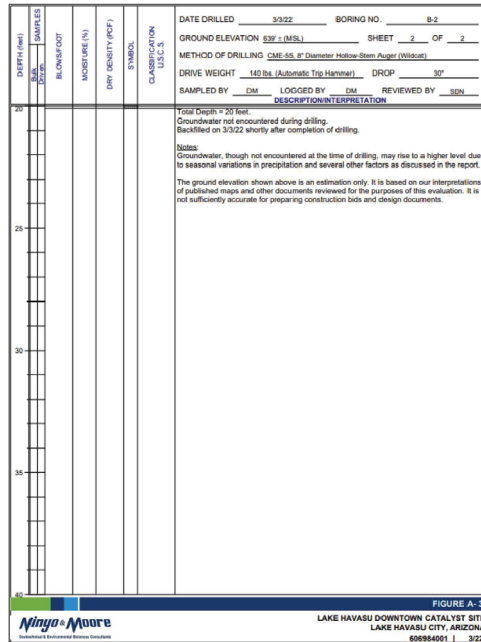 DEPTH (feet)
SAMPLES
Bulk
Driven
BLOWS/FOOT
MOISTURE (%)
DRY DENSITY (PCF)
SYMBOL
CLASSIFICATION
U.S.C.S.
DATE DRILLED 3/3/22 BORING NO. B-2
GROUND ELEVATION 639' ± (MSL) SHEET 2 OF 2
METHOD OF DRILLING CME-55, 8" Diameter Hollow-Stem Auger (Wildcat)
DRIVE WEIGHT 140 lbs. (Automatic Trip Hammer) DROP 30"
SAMPLED BY DM LOGGED BY DM REVIEWED BY SDN
DESCRIPTION/INTERPRETATION
20
Total Depth = 20 feet.
Groundwater not encountered during drilling.
Backfilled on 3/3/22 shortly after completion of drilling.
Notes:
Groundwater, though not encountered at the time of drilling, may rise to a higher level due
to seasonal variations in precipitation and several other factors as discussed in the report.
The ground elevation shown above is an estimation only. It is based on our interpretations
of published maps and other documents reviewed for the purposes of this evaluation. It is
not sufficiently accurate for preparing construction bids and design documents.
25
30
35
40
FIGURE A- 3
Ninyo & Moore
Geotechnical & Environmental Sciences Consultants
LAKE HAVASU DOWNTOWN CATALYST SITE
LAKE HAVASU CITY, ARIZONA
606984001 | 3/22